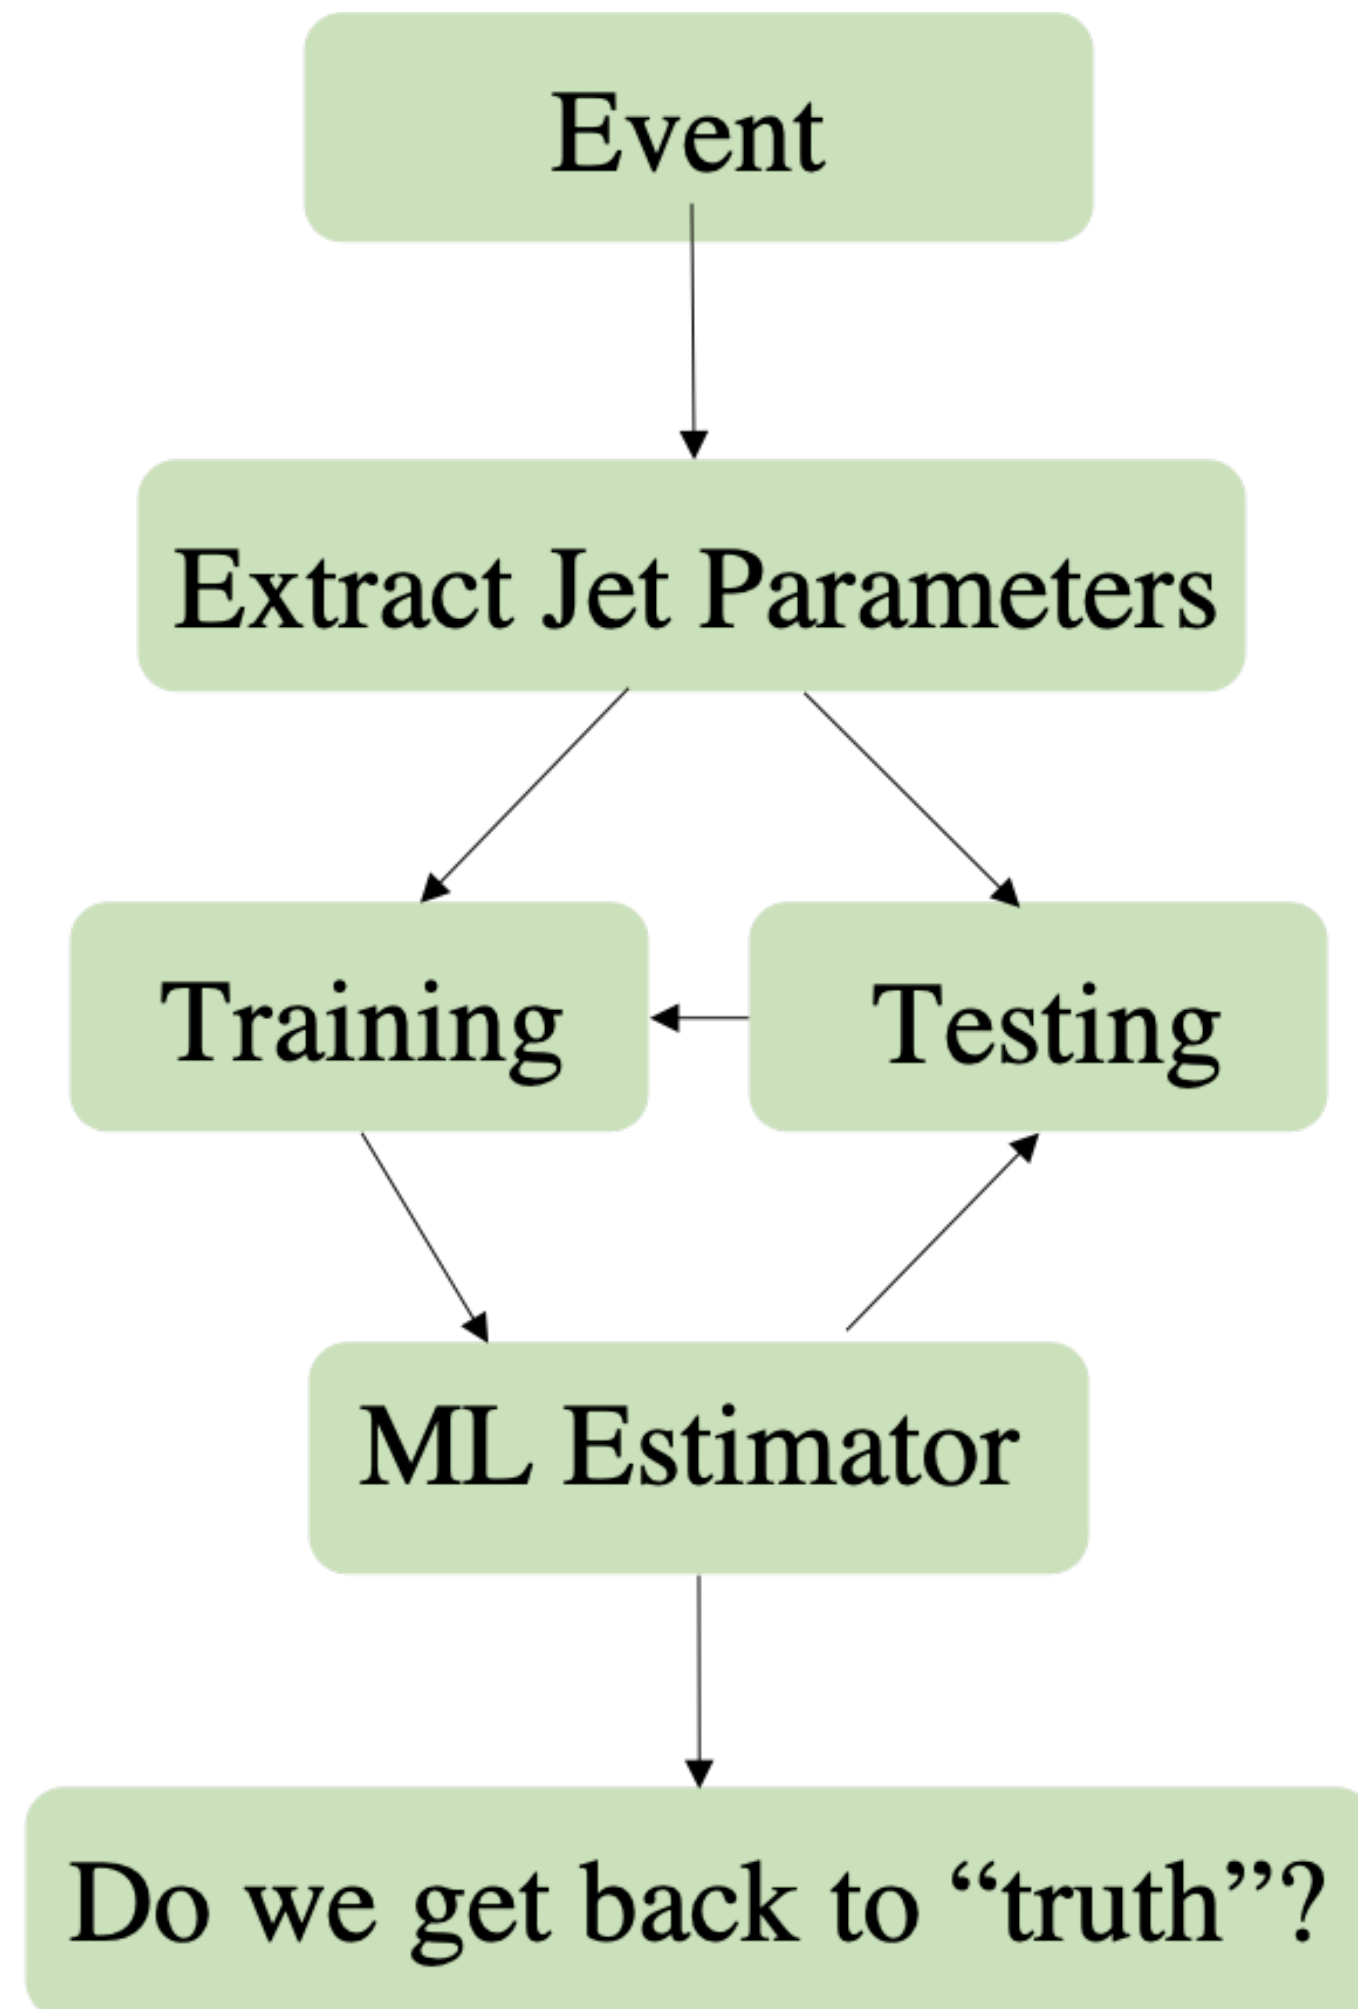 Event
Extract Jet Parameters
Training
Testing
ML Estimator
Do we get back to “truth”?